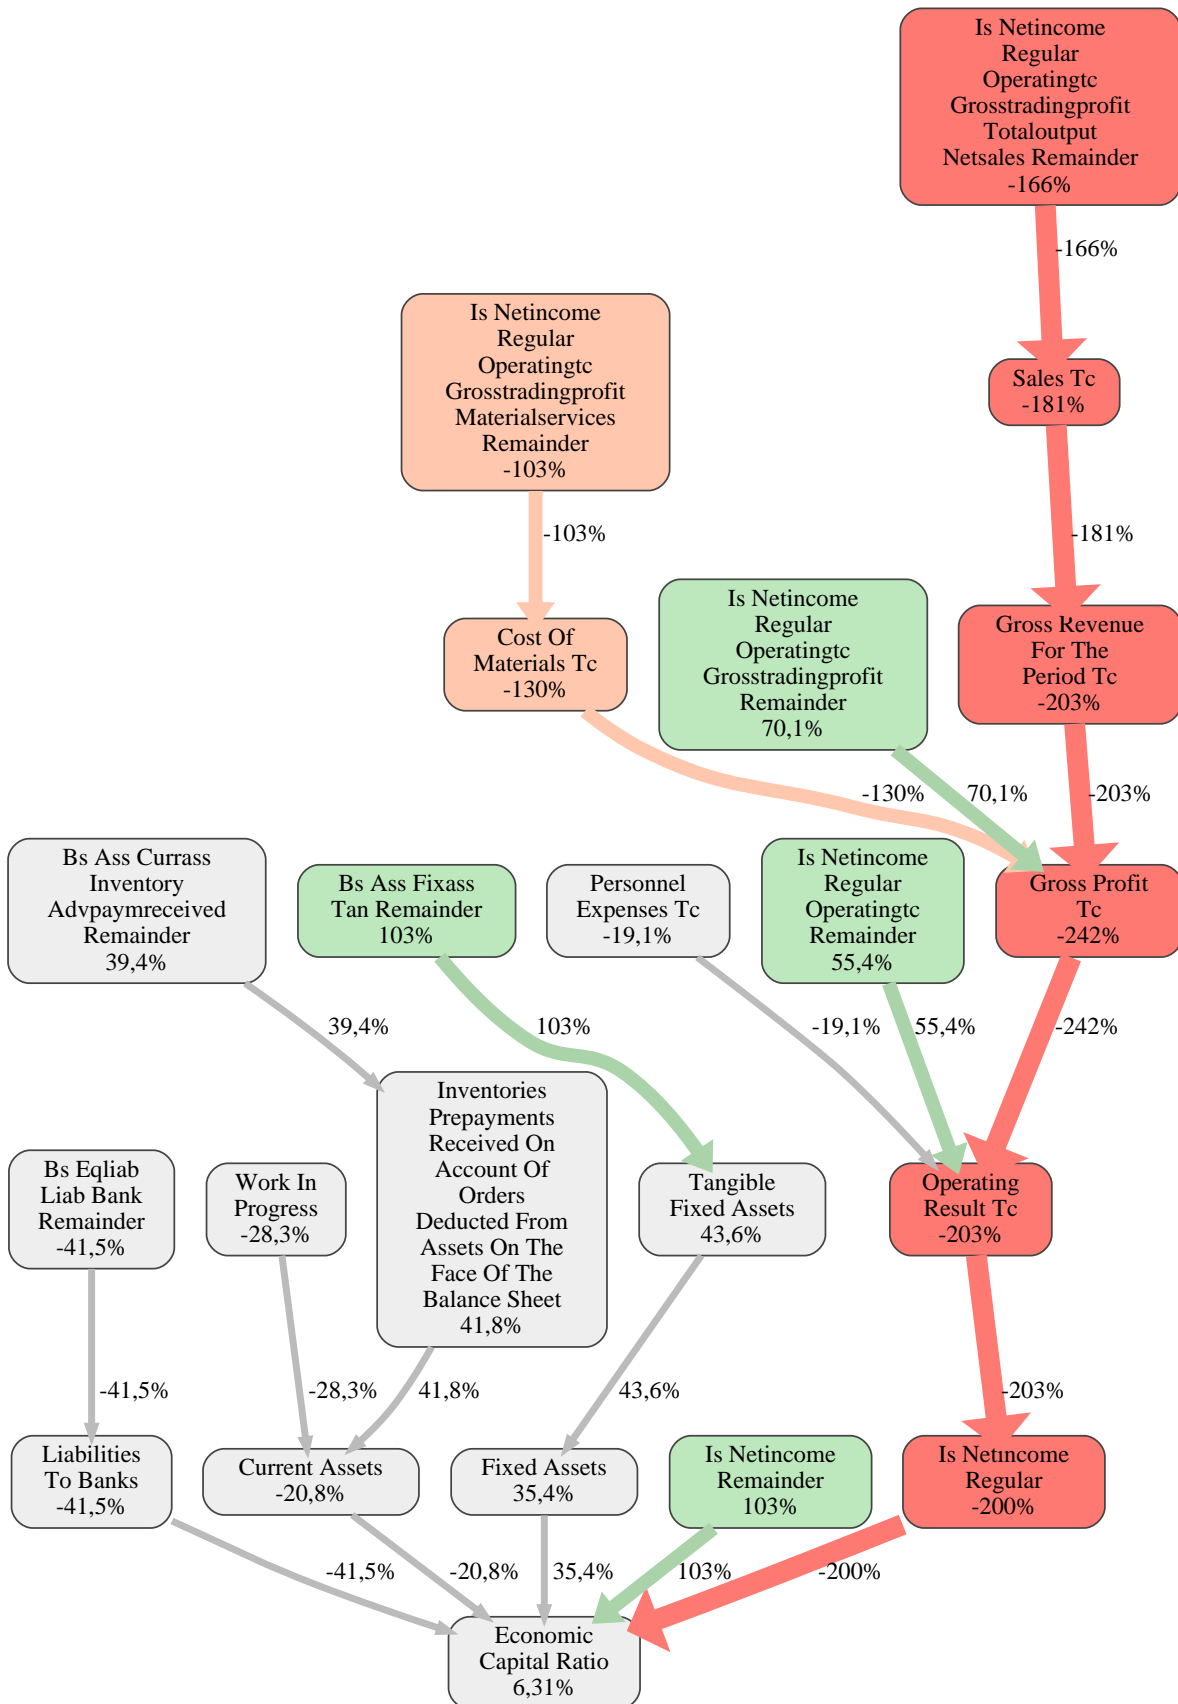 Is Netincome
Regular
Operatingtc
Grosstradingprofit
Totaloutput
Netsales Remainder
-166%
-166%
Is Netincome
Regular
Operatingtc
Grosstradingprofit
Materialservices
Remainder
-103%
Sales Tc
-181%
-103%
-181%
Is Netincome
Regular
Operatingtc
Grosstradingprofit
Remainder
70,1%
Cost Of
Materials Tc
-130%
Gross Revenue
For The
Period Tc
-203%
-130%
70,1%
-203%
Bs Ass Currass
Inventory
Advpaymreceived
Remainder
39,4%
Bs Ass Fixass
Tan Remainder
103%
Personnel
Expenses Tc
-19,1%
Is Netincome
Regular
Operatingtc
Remainder
55,4%
Gross Profit
Tc
-242%
39,4%
103%
-19,1%
55,4%
-242%
Inventories
Prepayments
Received On
Account Of
Orders
Deducted From
Assets On The
Face Of The
Balance Sheet
41,8%
Bs Eqliab
Liab Bank
Remainder
-41,5%
Work In
Progress
-28,3%
Tangible
Fixed Assets
43,6%
Operating
Result Tc
-203%
-41,5%
-28,3%
41,8%
43,6%
-203%
Liabilities
To Banks
-41,5%
Current Assets
-20,8%
Fixed Assets
35,4%
Is Netincome
Remainder
103%
Is Netincome
Regular
-200%
-41,5%
-20,8%
35,4%
103%
-200%
Economic
Capital Ratio
6,31%